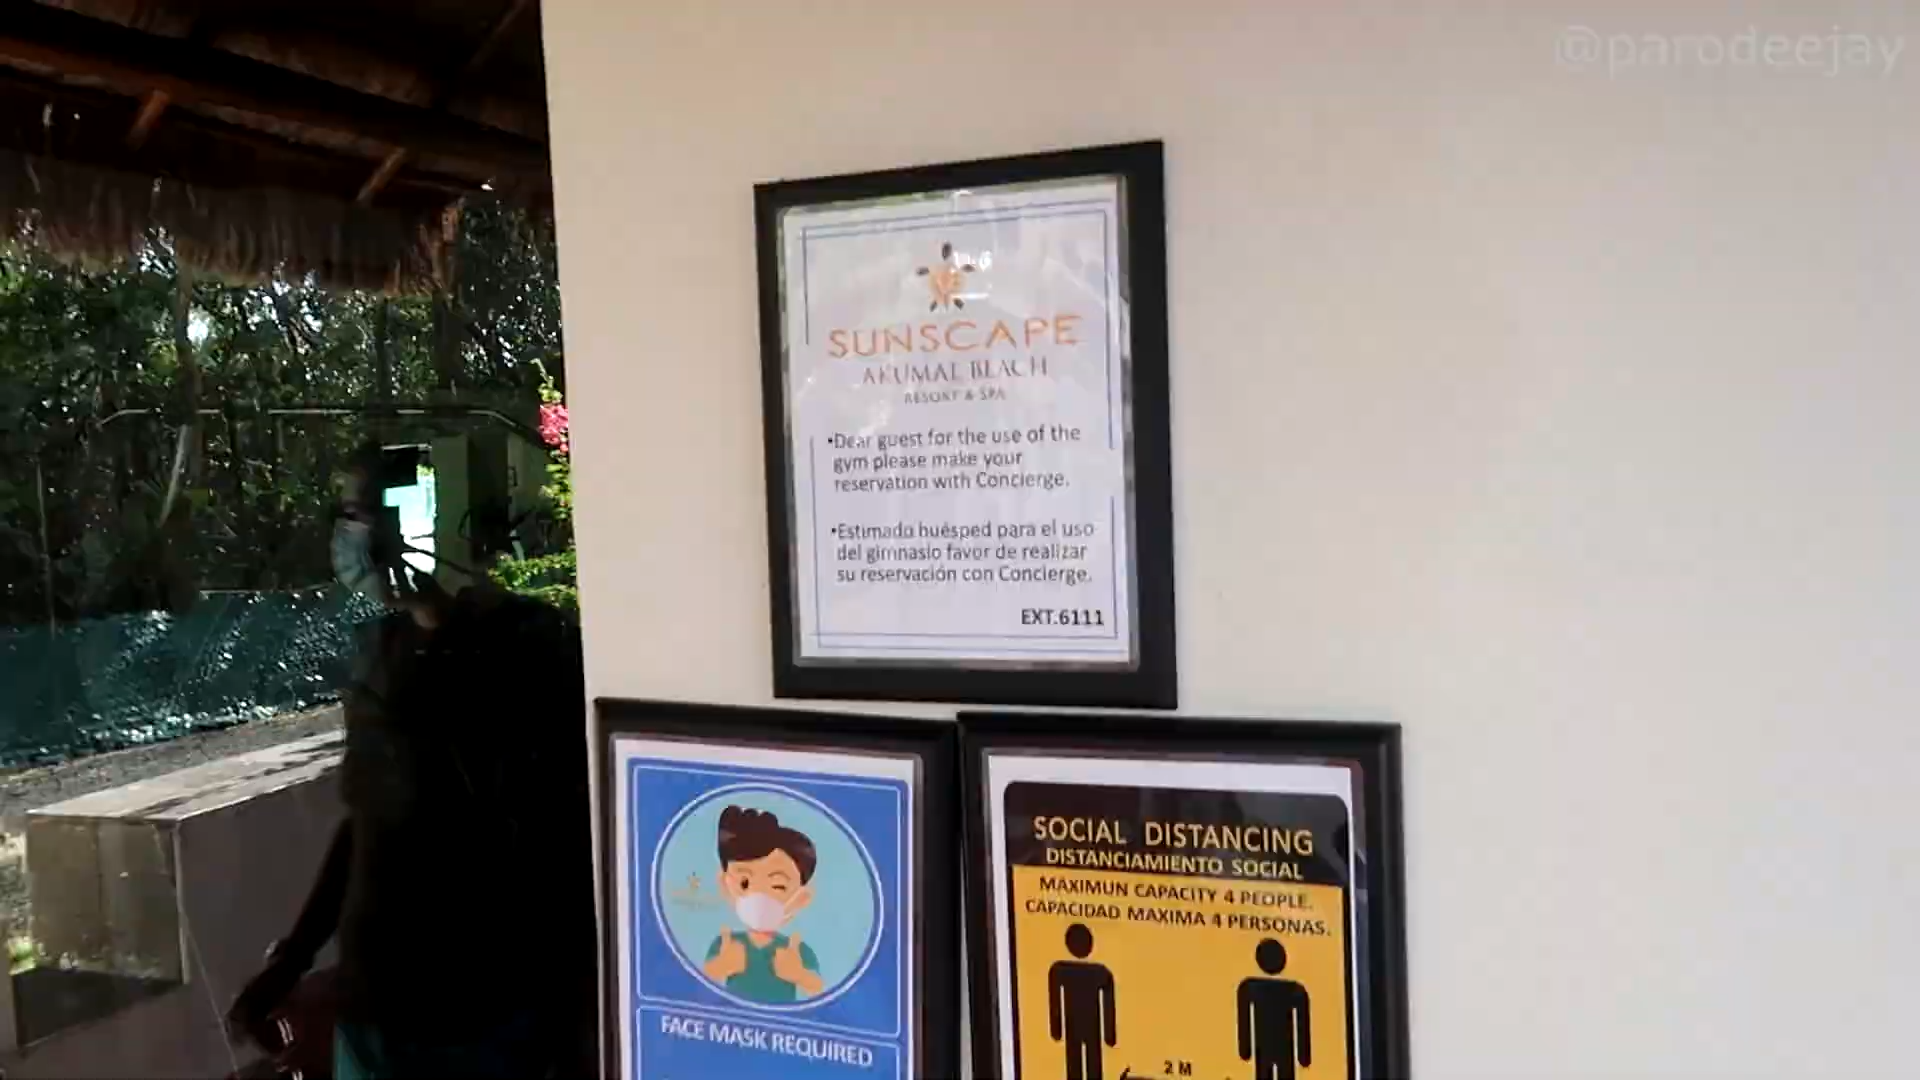 @parodeejay
SUNSCAPE
AKUMAL BEACH
RESORT & SPA
•Dear guest for the use of the
gym please make your
reservation with Concierge.
•Estimado huésped para el uso
del gimnasio favor de realizar
su reservación con Concierge.
EXT.6111
FACE MASK REQUIRED
SOCIAL DISTANCING
DISTANCIAMIENTO SOCIAL
MAXIMUN CAPACITY 4 PEOPLE.
CAPACIDAD MAXIMA 4 PERSONAS.
2 M